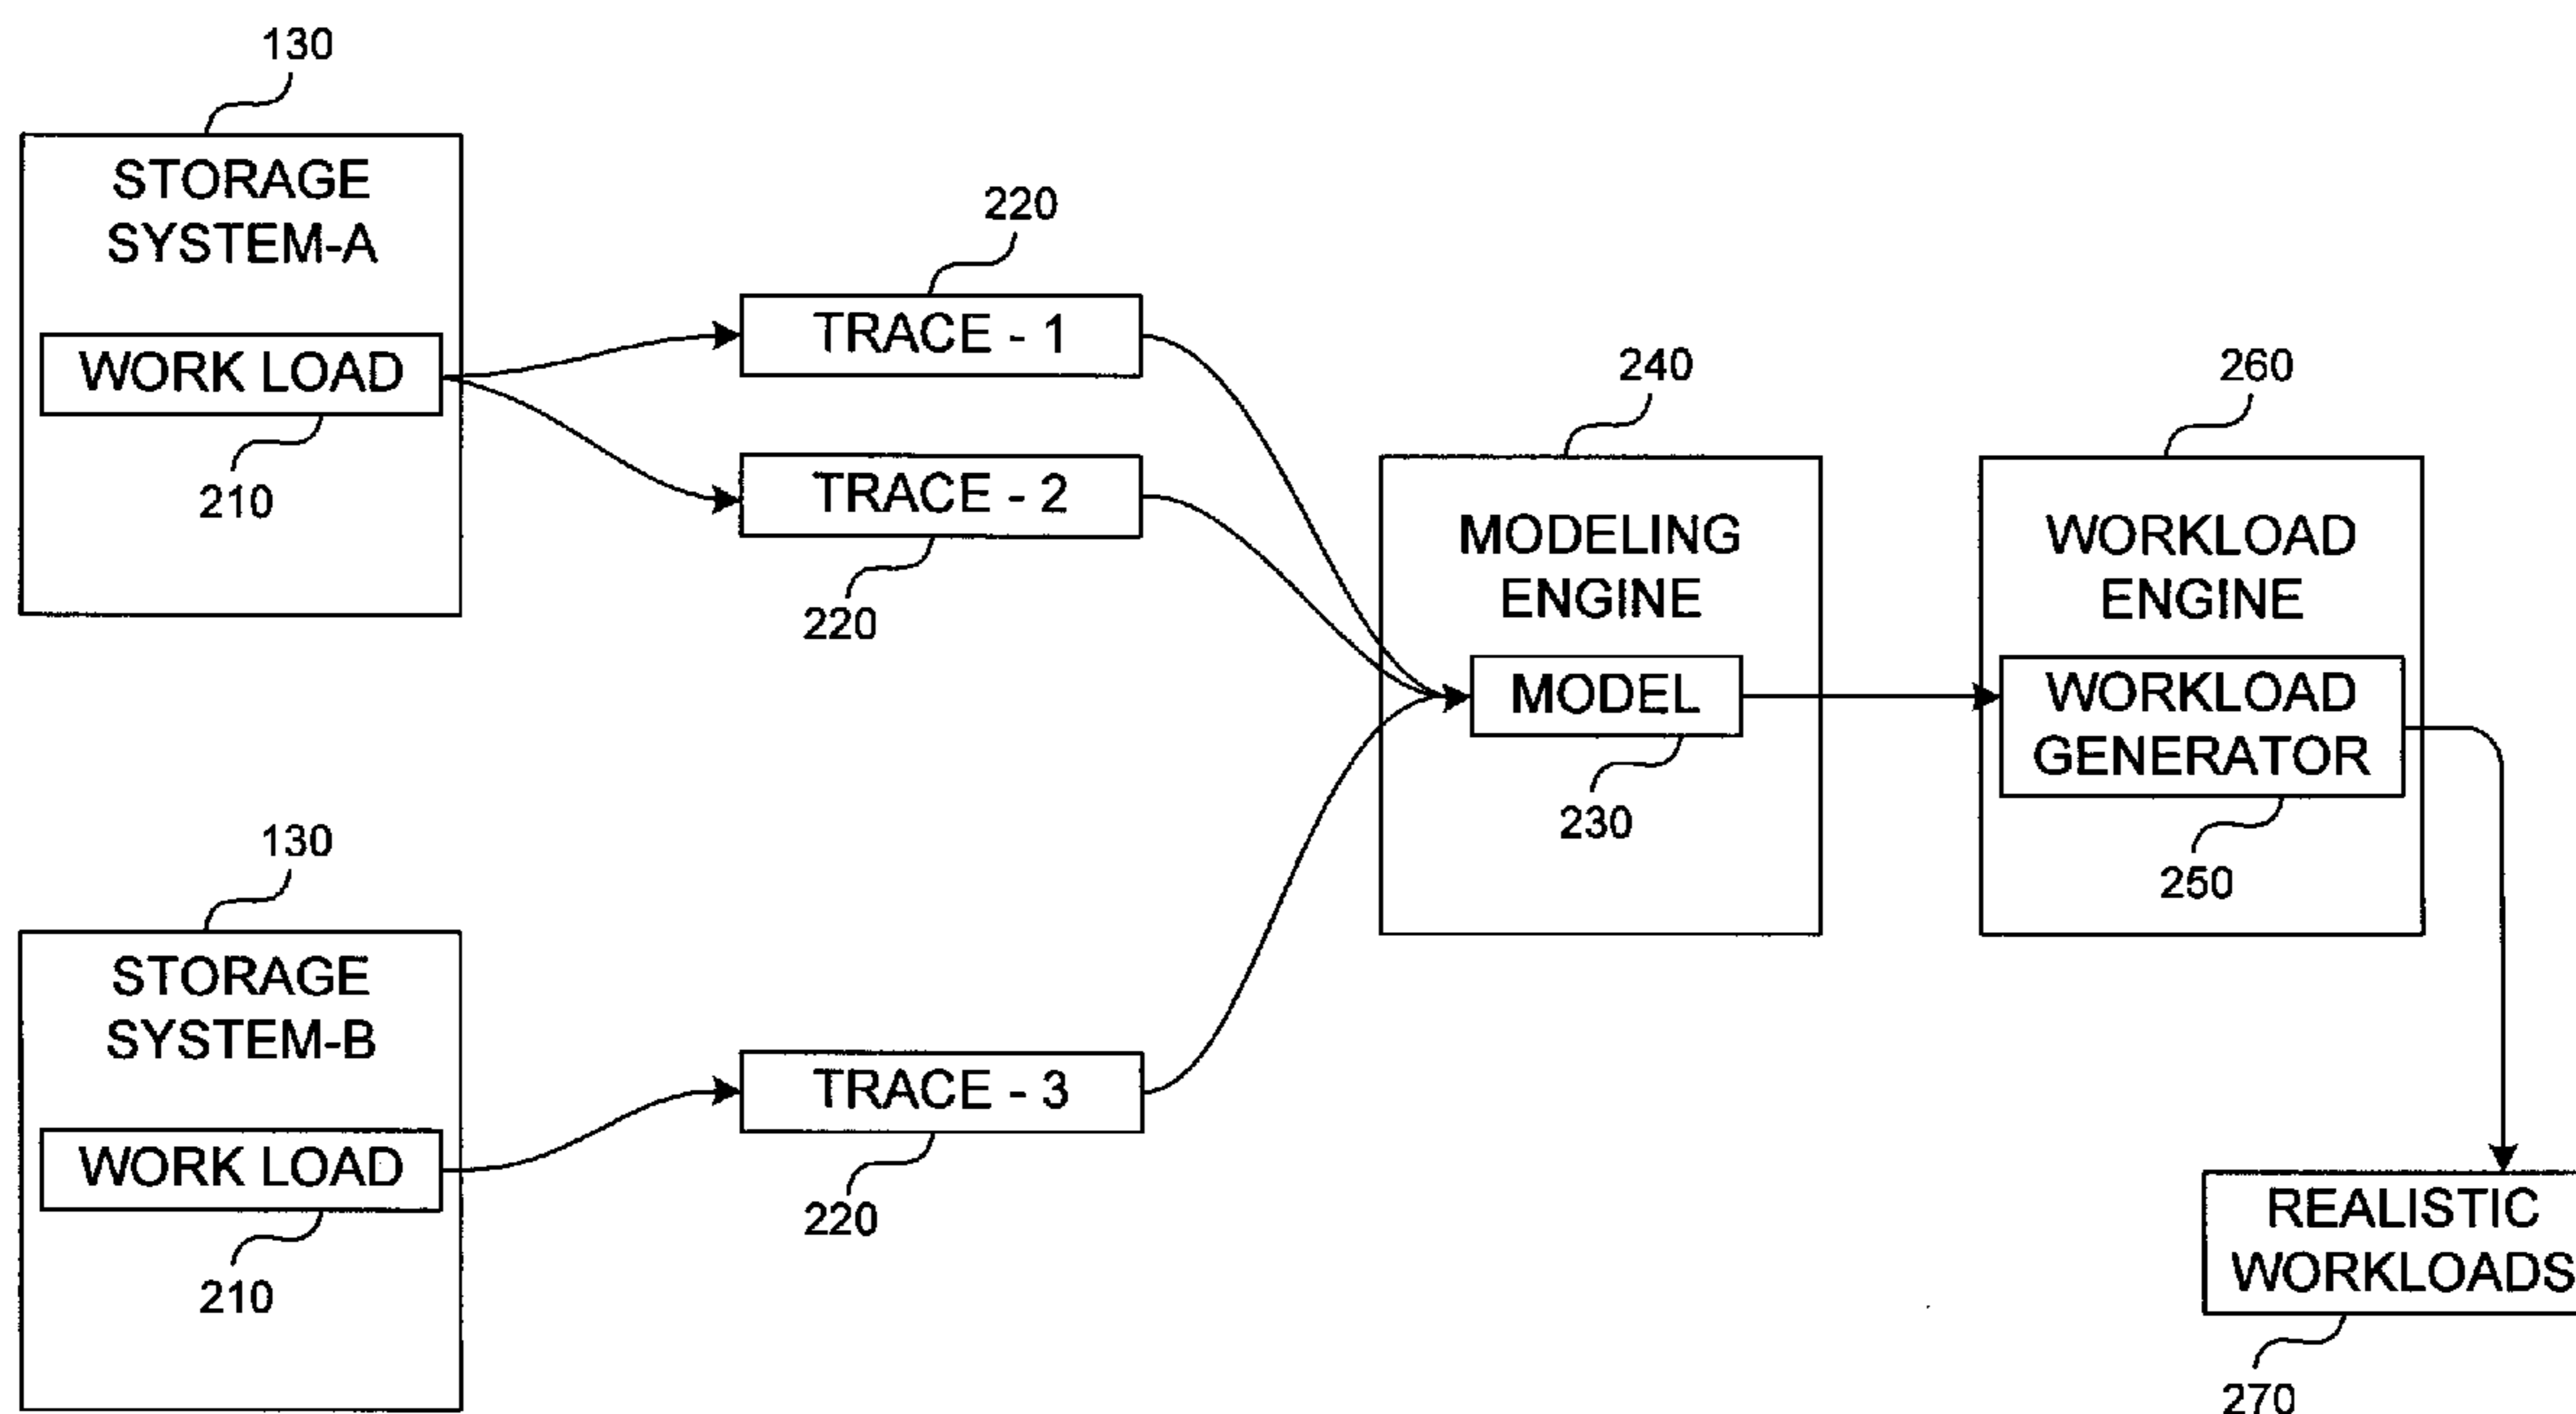 130
STORAGE
SYSTEM-A
WORK LOAD
210
220
TRACE - 1
TRACE - 2
220
240
MODELING
ENGINE
MODEL
230
260
WORKLOAD
ENGINE
WORKLOAD
GENERATOR
250
130
STORAGE
SYSTEM-B
WORK LOAD
210
TRACE - 3
220
REALISTIC
WORKLOADS
270